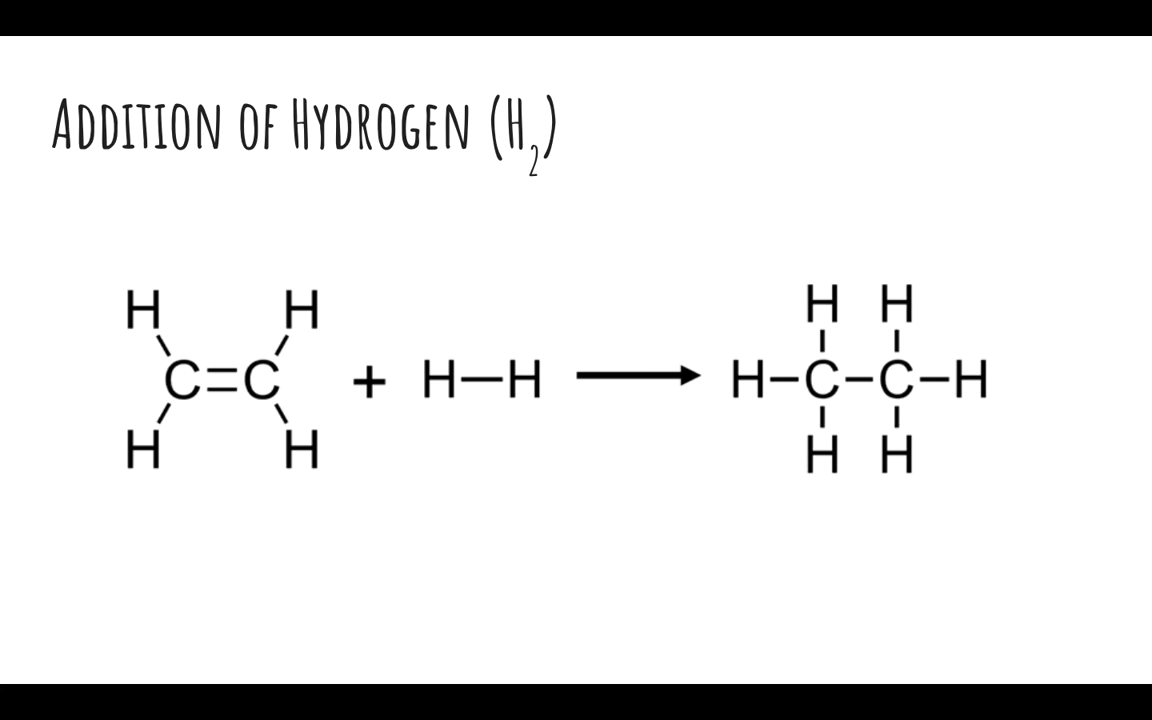 Addition of Hydrogen (H₂)
H H H H
C=C + H—H → H–C–C–H
H H H H